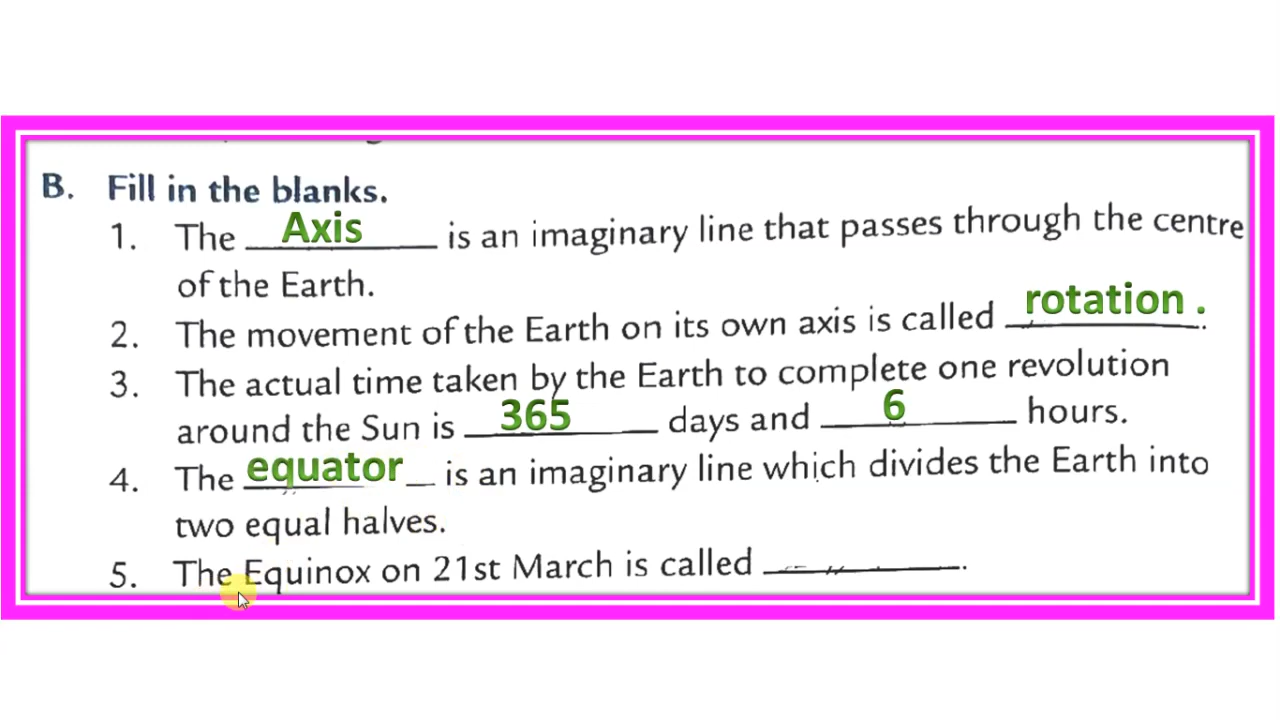 B. Fill in the blanks.
1. The Axis is an imaginary line that passes through the centre
of the Earth.
2. The movement of the Earth on its own axis is called rotation .
3. The actual time taken by the Earth to complete one revolution
around the Sun is 365 days and 6 hours.
4. The equator is an imaginary line which divides the Earth into
two equal halves.
5. The Equinox on 21st March is called ________.